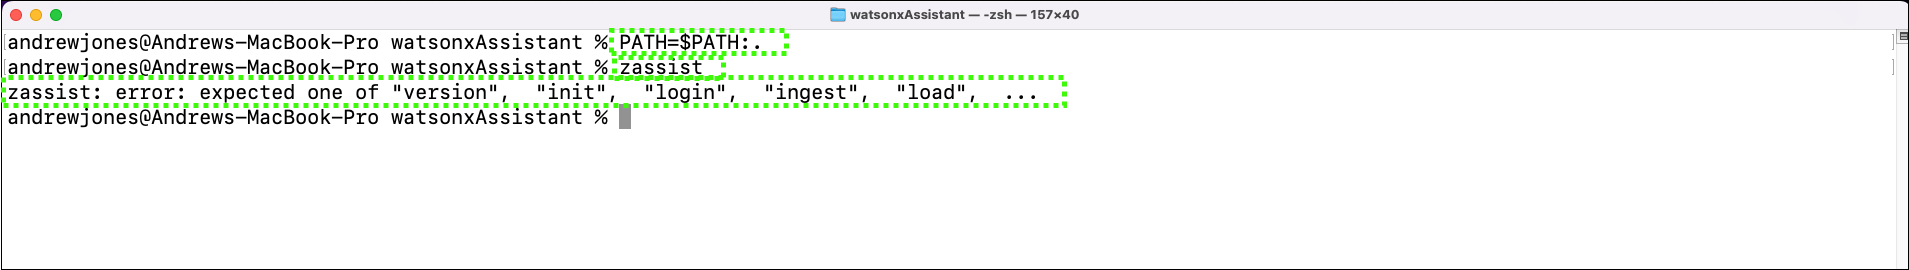 watsonxAssistant — -zsh — 157×40
andrewjones@Andrews-MacBook-Pro watsonxAssistant % PATH=$PATH:.
andrewjones@Andrews-MacBook-Pro watsonxAssistant % zassist
zassist: error: expected one of "version",  "init",  "login",  "ingest",  "load",  ...
andrewjones@Andrews-MacBook-Pro watsonxAssistant %